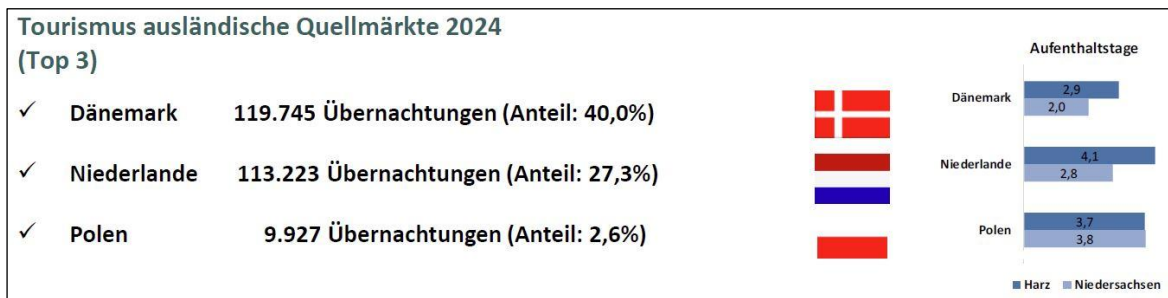 Tourismus ausländische Quellmärkte 2024
(Top 3)
✓ Dänemark 119.745 Übernachtungen (Anteil: 40,0%)
✓ Niederlande 113.223 Übernachtungen (Anteil: 27,3%)
✓ Polen 9.927 Übernachtungen (Anteil: 2,6%)
Aufenthaltstage
Dänemark
2,9
2,0
Niederlande
4,1
2,8
Polen
3,7
3,8
Harz Niedersachsen